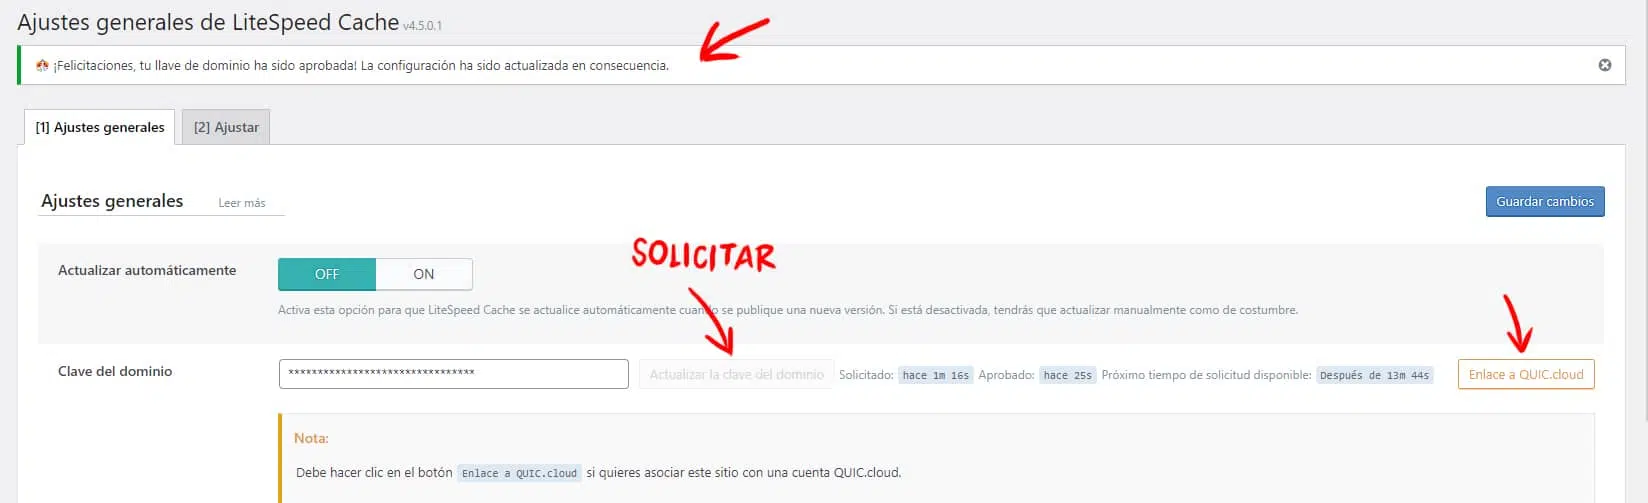 Ajustes generales de LiteSpeed Cache v4.5.0.1
¡Felicitaciones, tu llave de dominio ha sido aprobada! La configuración ha sido actualizada en consecuencia.
[1] Ajustes generales [2] Ajustar
Ajustes generales Leer más Guardar cambios
SOLICITAR
Actualizar automáticamente OFF ON
Activa esta opción para que LiteSpeed Cache se actualice automáticamente cuando se publique una nueva versión. Si está desactivada, tendrás que actualizar manualmente como de costumbre.
Clave del dominio ******************************** Actualizar la clave del dominio Solicitado: hace 1m 16s Aprobado: hace 25s Próximo tiempo de solicitud disponible: Después de 13m 44s Enlace a QUIC.cloud
Nota:
Debe hacer clic en el botón Enlace a QUIC.cloud si quieres asociar este sitio con una cuenta QUIC.cloud.